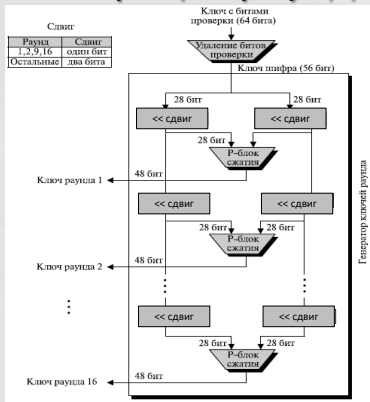 Ключ с битами
проверки (64 бита)
Сдвиг
Раунд Сдвиг
1,2,9,16 один бит
Остальные два бита
Удаление битов
проверки
Ключ шифра (56 бит)
28 бит 28 бит
<< сдвиг << сдвиг
28 бит 28 бит
P-блок
сжатия
48 бит
Ключ раунда 1
<< сдвиг << сдвиг
28 бит 28 бит
P-блок
сжатия
48 бит
Ключ раунда 2
<< сдвиг << сдвиг
28 бит 28 бит
P-блок
сжатия
48 бит
Ключ раунда 16
Генератор ключей раунда